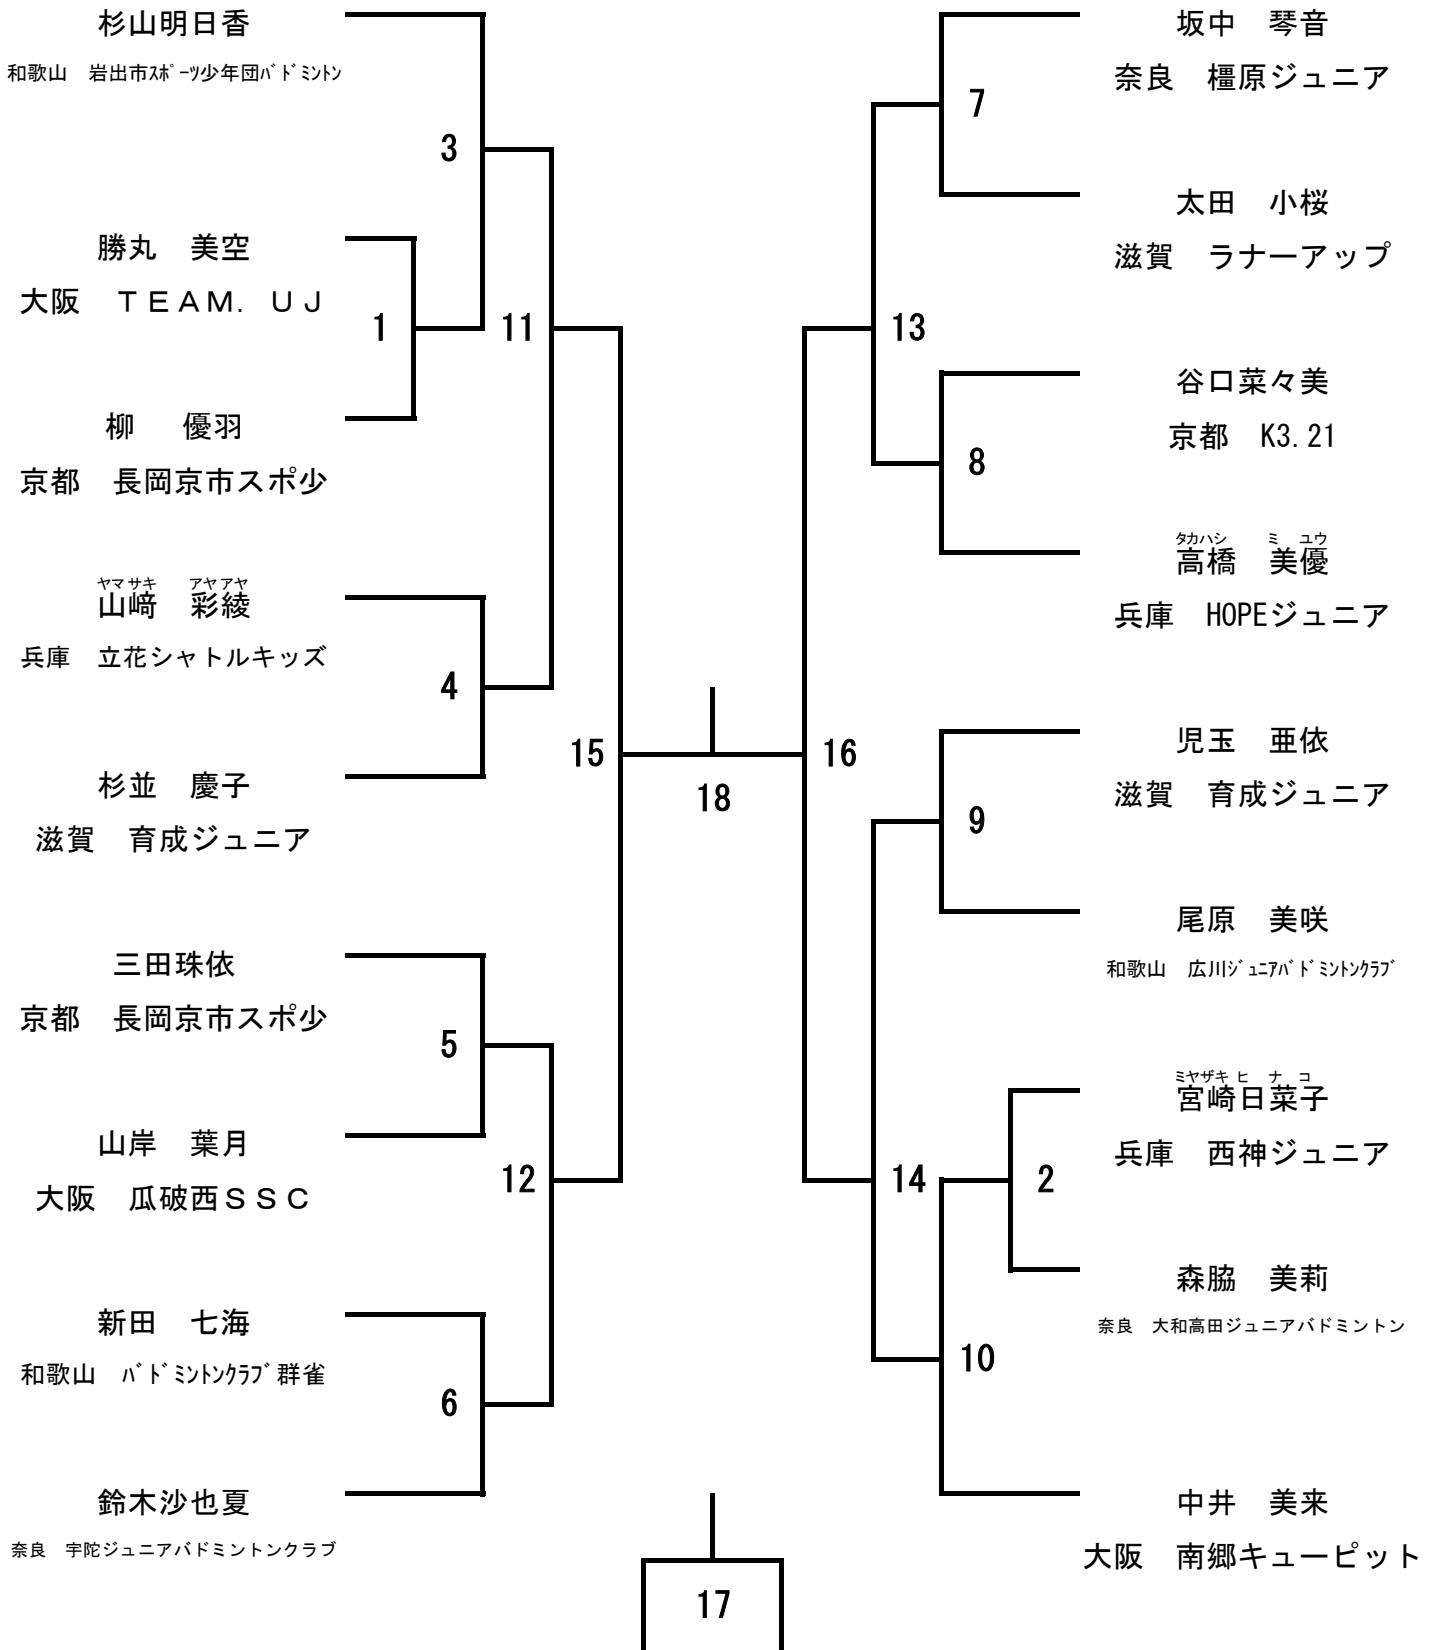 杉山明日香
和歌山　岩出市ｽﾎﾟｰﾂ少年団ﾊﾞﾄﾞﾐﾝﾄﾝ
3
勝丸　美空
大阪　ＴＥＡＭ．ＵＪ
1
11
柳　優羽
京都　長岡京市スポ少
ヤマサキ　アヤアヤ
山﨑　彩綾
兵庫　立花シャトルキッズ
4
杉並　慶子
滋賀　育成ジュニア
15
三田珠依
京都　長岡京市スポ少
5
山岸　葉月
大阪　瓜破西ＳＳＣ
12
新田　七海
和歌山　ﾊﾞﾄﾞﾐﾝﾄﾝｸﾗﾌﾞ群雀
6
鈴木沙也夏
奈良　宇陀ジュニアバドミントンクラブ
18
17
坂中　琴音
奈良　橿原ジュニア
7
太田　小桜
滋賀　ラナーアップ
13
谷口菜々美
京都　K3.21
8
タカハシ　ミ　ユウ
高橋　美優
兵庫　HOPEジュニア
16
児玉　亜依
滋賀　育成ジュニア
9
尾原　美咲
和歌山　広川ｼﾞｭﾆｱﾊﾞﾄﾞﾐﾝﾄﾝｸﾗﾌﾞ
ミヤザキ　ヒ　ナ　コ
宮崎日菜子
兵庫　西神ジュニア
2
14
森脇　美莉
奈良　大和高田ジュニアバドミントン
10
中井　美来
大阪　南郷キューピット